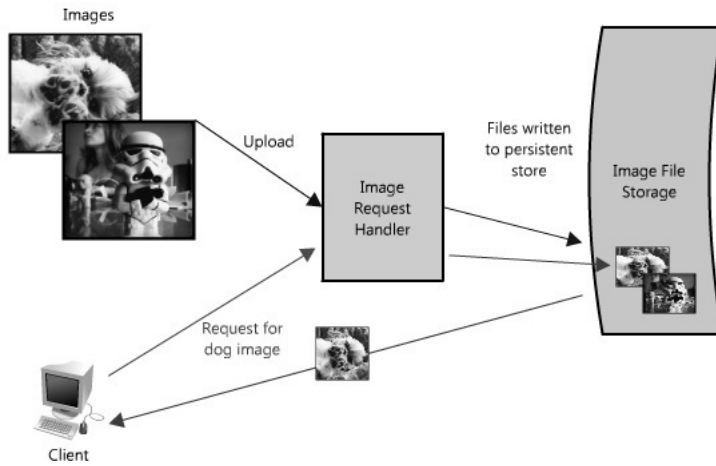 Images
Upload
Image
Request
Handler
Files written
to persistent
store
Image File
Storage
Request for
dog image
Client